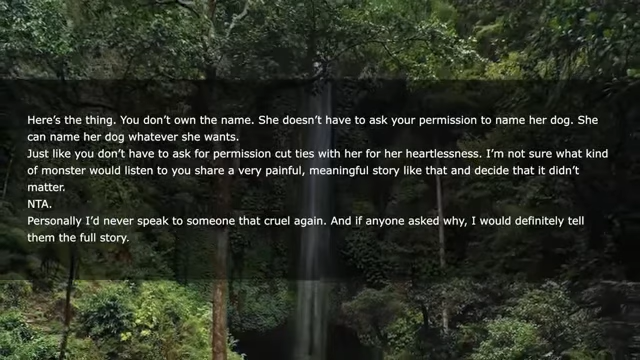 Here’s the thing. You don’t own the name. She doesn’t have to ask your permission to name her dog. She
can name her dog whatever she wants.
Just like you don’t have to ask for permission cut ties with her for her heartlessness. I’m not sure what kind
of monster would listen to you share a very painful, meaningful story like that and decide that it didn’t
matter.
NTA.
Personally I’d never speak to someone that cruel again. And if anyone asked why, I would definitely tell
them the full story.